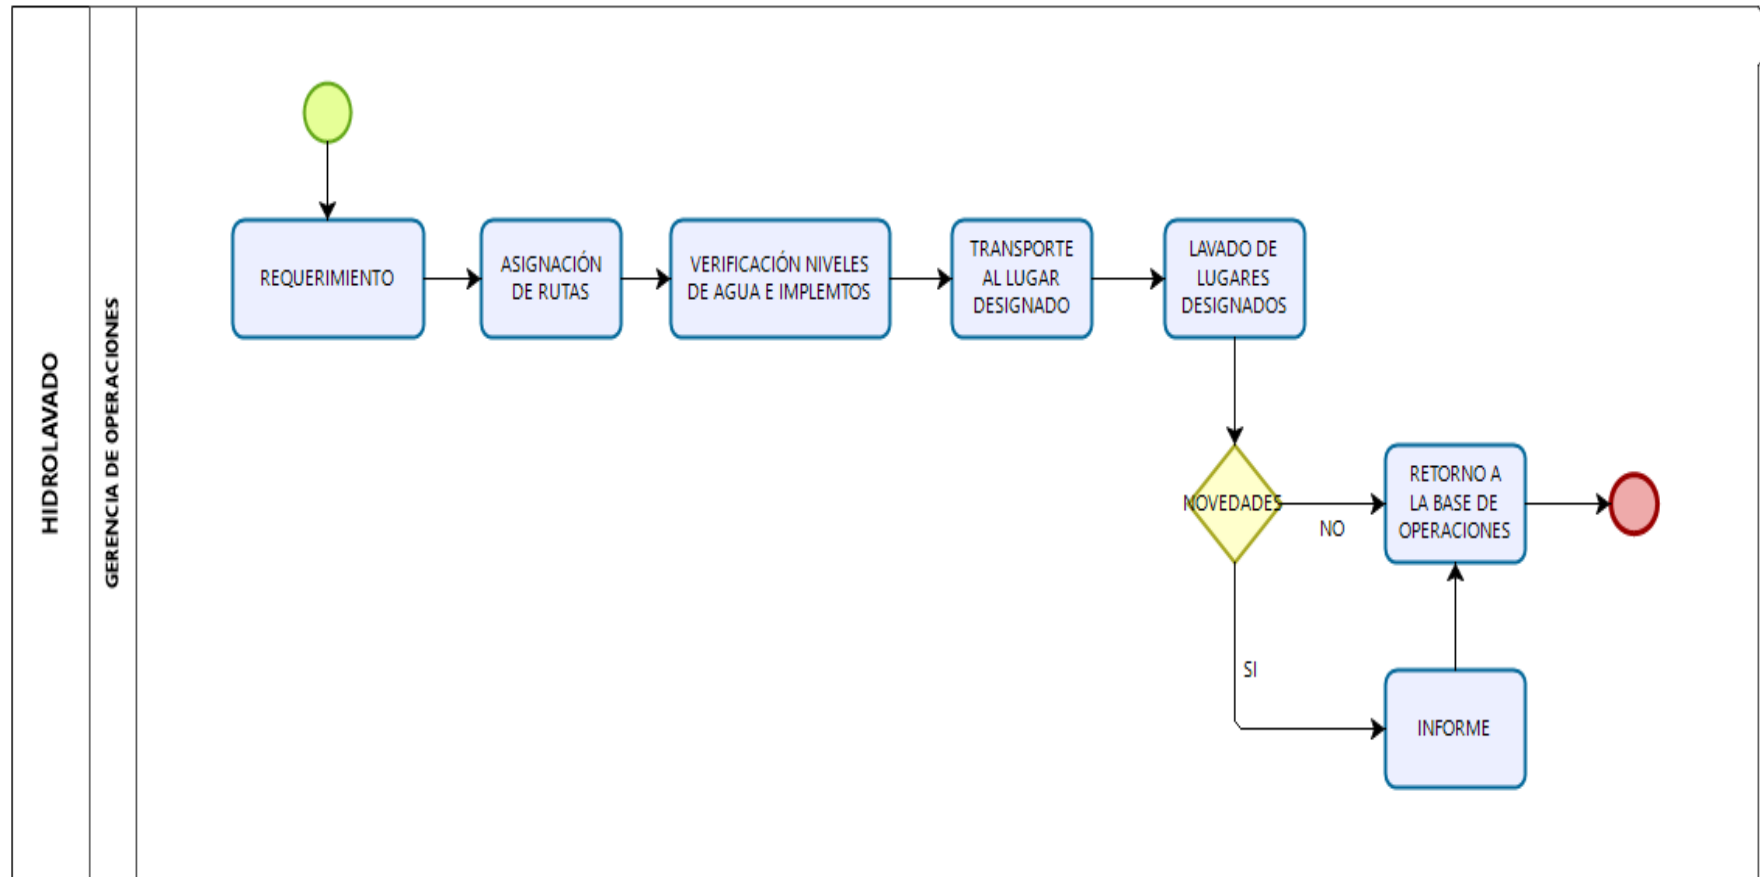 HIDROLAVADO
GERENCIA DE OPERACIONES
REQUERIMIENTO
ASIGNACIÓN
DE RUTAS
VERIFICACIÓN NIVELES
DE AGUA E IMPLEMTOS
TRANSPORTE
AL LUGAR
DESIGNADO
LAVADO DE
LUGARES
DESIGNADOS
NOVEDADES
NO
RETORNO A
LA BASE DE
OPERACIONES
SI
INFORME